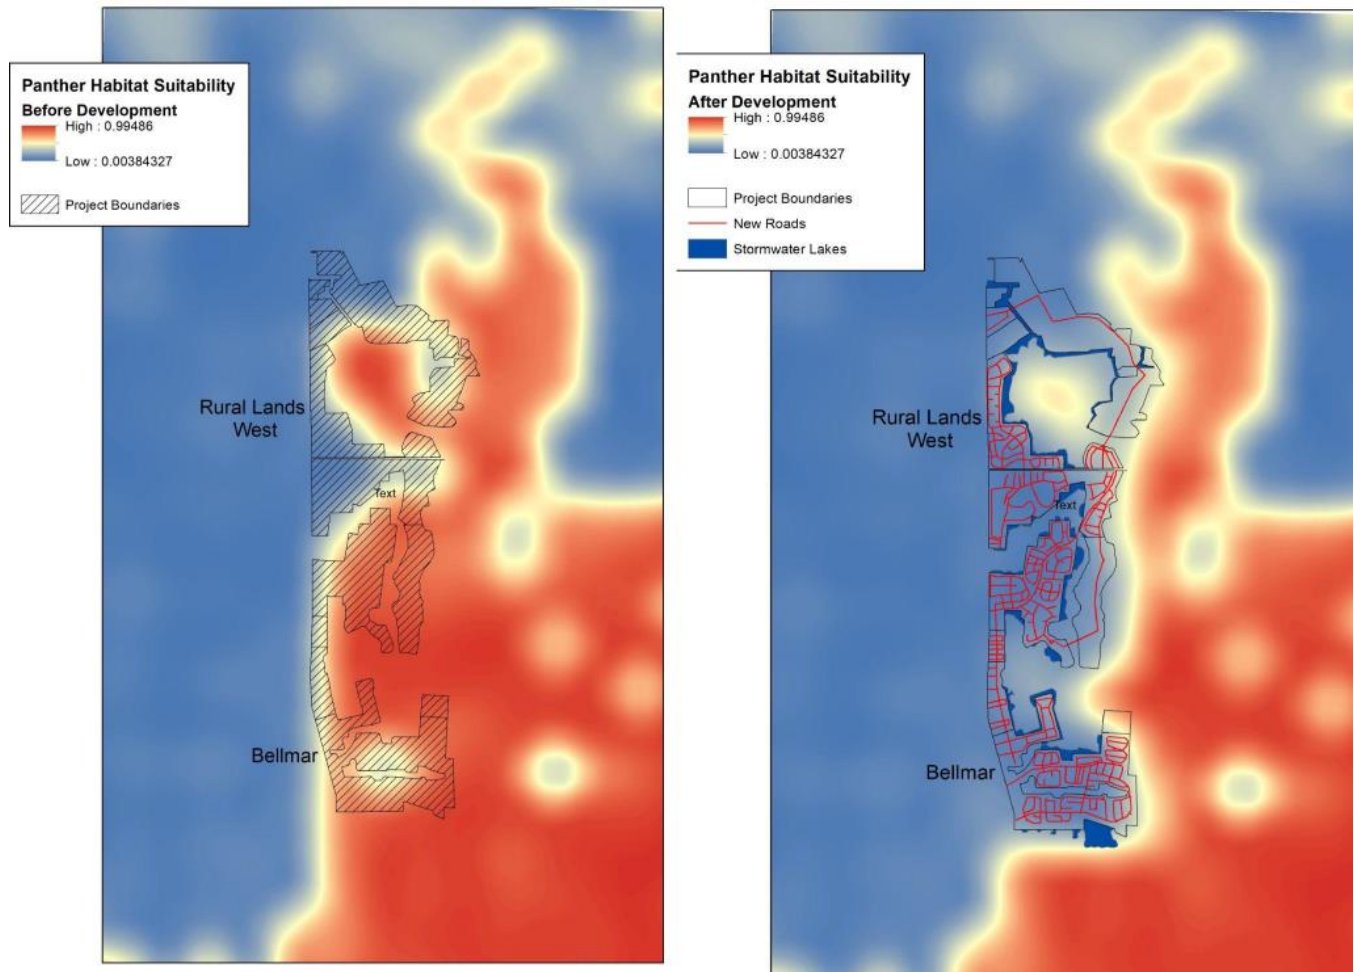 Panther Habitat Suitability
Before Development
High : 0.99486
Low : 0.00384327
Project Boundaries
Rural Lands
West
Text
Bellmar
Panther Habitat Suitability
After Development
High : 0.99486
Low : 0.00384327
Project Boundaries
New Roads
Stormwater Lakes
Rural Lands
West
Text
Bellmar